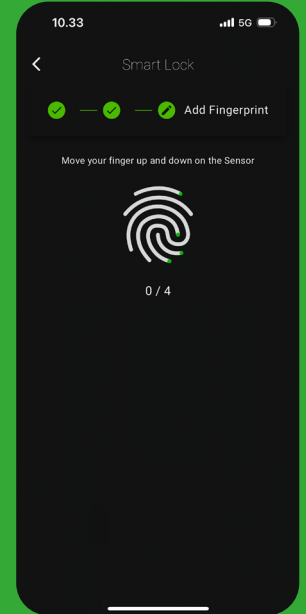 10.33
5G
Smart Lock
Add Fingerprint
Move your finger up and down on the Sensor
0 / 4